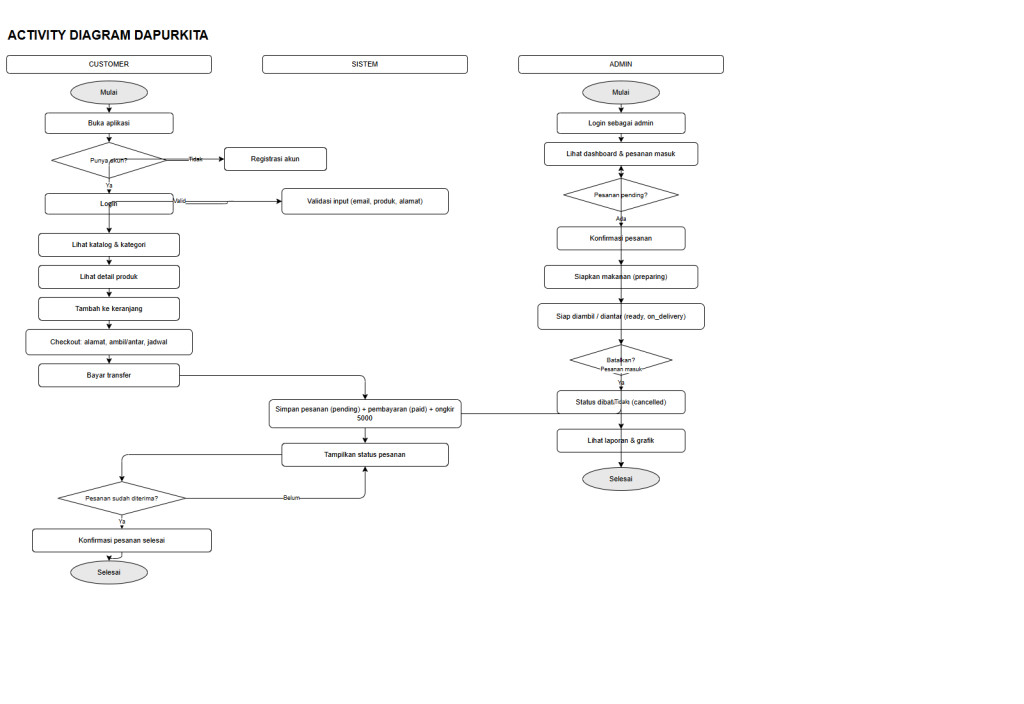 ACTIVITY DIAGRAM DAPURKITA
CUSTOMER
SISTEM
ADMIN
Mulai
Mulai
Buka aplikasi
Login sebagai admin
Punya akun?
Tidak
Registrasi akun
Lihat dashboard & pesanan masuk
Ya
Pesanan pending?
Login
Valid
Validasi input (email, produk, alamat)
Ada
Lihat katalog & kategori
Konfirmasi pesanan
Lihat detail produk
Siapkan makanan (preparing)
Tambah ke keranjang
Siap diambil / diantar (ready, on_delivery)
Checkout: alamat, ambil/antar, jadwal
Batalkan?
Pesanan masuk
Bayar transfer
Ya
Simpan pesanan (pending) + pembayaran (paid) + ongkir
5000
Status (cancelled)
Tidak
Lihat laporan & grafik
Tampilkan status pesanan
Selesai
Pesanan sudah diterima?
Belum
Ya
Konfirmasi pesanan selesai
Selesai